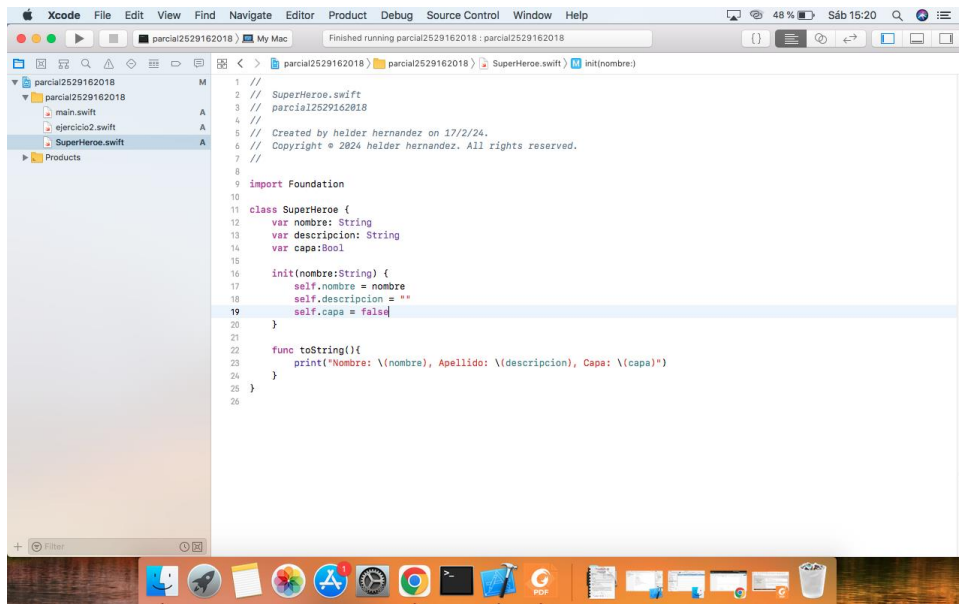 Xcode File Edit View Find Navigate Editor Product Debug Source Control Window Help 48 % Sáb 15:20
parcial2529162018 〉 My Mac Finished running parcial2529162018 : parcial2529162018 {}
parcial2529162018 〉 parcial2529162018 〉 SuperHeroe.swift 〉 M init(nombre:)
parcial2529162018 M
parcial2529162018
main.swift A
ejercicio2.swift A
SuperHeroe.swift A
Products
1 //
2 // SuperHeroe.swift
3 // parcial2529162018
4 //
5 // Created by helder hernandez on 17/2/24.
6 // Copyright © 2024 helder hernandez. All rights reserved.
7 //
8
9 import Foundation
10
11 class SuperHeroe {
12 var nombre: String
13 var descripcion: String
14 var capa:Bool
15
16 init(nombre:String) {
17 self.nombre = nombre
18 self.descripcion = ""
19 self.capa = false
20 }
21
22 func toString(){
23 print("Nombre: \(nombre), Apellido: \(descripcion), Capa: \(capa)")
24 }
25 }
26
+ Filter
1
PDF